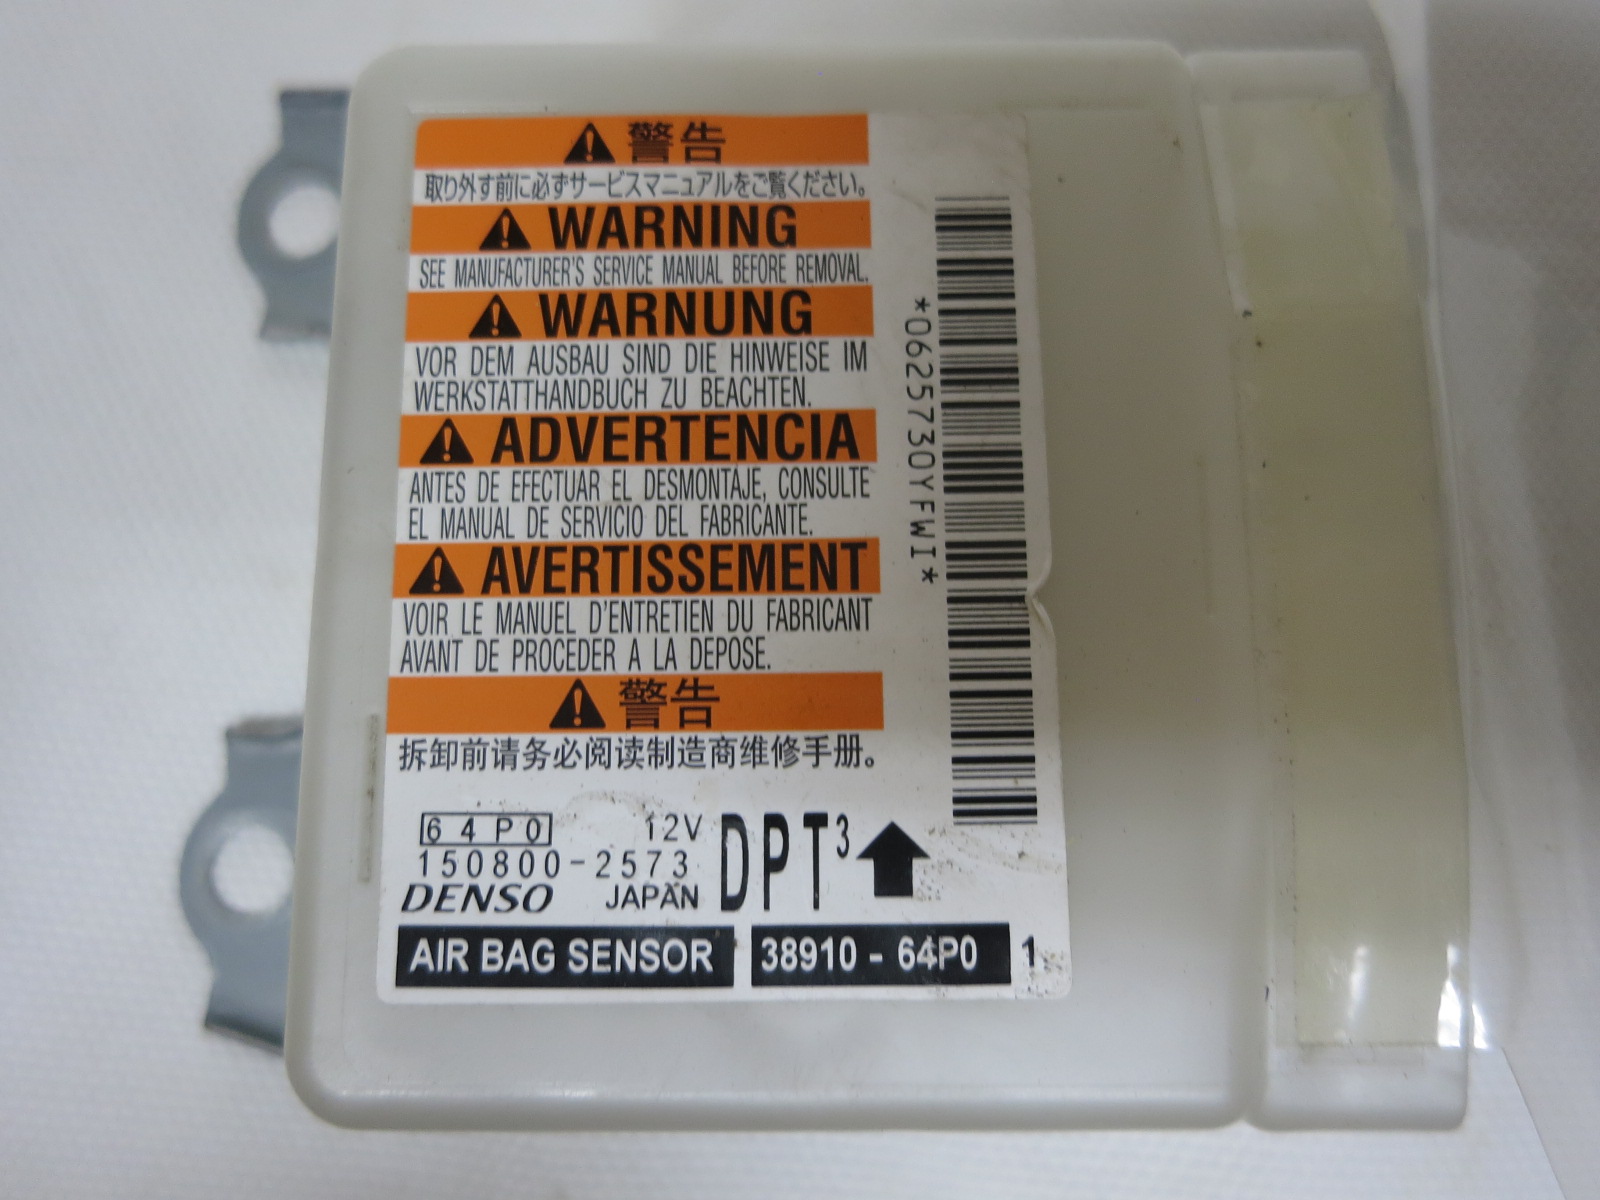 警告
取り外す前に必ずサービスマニュアルをご覧ください。
WARNING
SEE MANUFACTURER'S SERVICE MANUAL BEFORE REMOVAL.
WARNUNG
VOR DEM AUSBAU SIND DIE HINWEISE IM
WERKSTATTHANDBUCH ZU BEACHTEN.
ADVERTENCIA
ANTES DE EFECTUAR EL DESMONTAJE, CONSULTE
EL MANUAL DE SERVICIO DEL FABRICANTE.
AVERTISSEMENT
VOIR LE MANUEL D'ENTRETIEN DU FABRICANT
AVANT DE PROCEDER A LA DEPOSE.
警告
拆卸前请务必阅读制造商维修手册。
64P0 12V
150800-2573
DENSO JAPAN
DPT3
AIR BAG SENSOR 38910 - 64P0 1
*0625730YFWI*